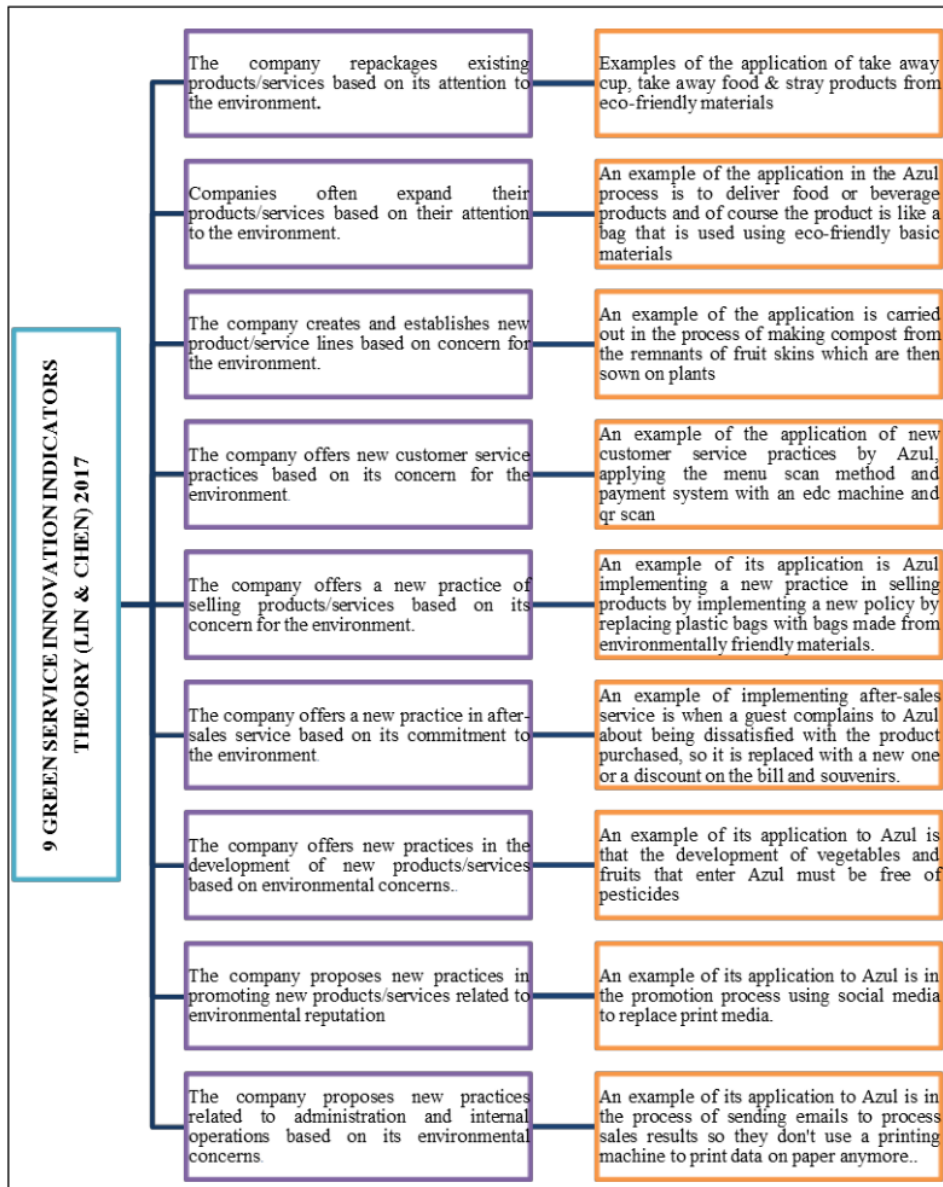 9 GREEN SERVICE INNOVATION INDICATORS
THEORY (LIN & CHEN) 2017
The company repackages existing
products/services based on its attention to
the environment.
Examples of the application of take away
cup, take away food & stray products from
eco-friendly materials
Companies often expand their
products/services based on their attention
to the environment.
An example of the application in the Azul
process is to deliver food or beverage
products and of course the product is like a
bag that is used using eco-friendly basic
materials
The company creates and establishes new
product/service lines based on concern for
the environment.
An example of the application is carried
out in the process of making compost from
the remnants of fruit skins which are then
sown on plants
The company offers new customer service
practices based on its concern for the
environment.
An example of the application of new
customer service practices by Azul,
applying the menu scan method and
payment system with an edc machine and
qr scan
The company offers a new practice of
selling products/services based on its
concern for the environment.
An example of its application is Azul
implementing a new practice in selling
products by implementing a new policy by
replacing plastic bags with bags made from
environmentally friendly materials.
The company offers a new practice in after-
sales service based on its commitment to
the environment.
An example of implementing after-sales
service is when a guest complains to Azul
about being dissatisfied with the product
purchased, so it is replaced with a new one
or a discount on the bill and souvenirs.
The company offers new practices in the
development of new products/services
based on environmental concerns..
An example of its application to Azul is
that the development of vegetables and
fruits that enter Azul must be free of
pesticides
The company proposes new practices in
promoting new products/services related to
environmental reputation
An example of its application to Azul is in
the promotion process using social media
to replace print media.
The company proposes new practices
related to administration and internal
operations based on its environmental
concerns.
An example of its application to Azul is in
the process of sending emails to process
sales results so they don't use a printing
machine to print data on paper anymore..